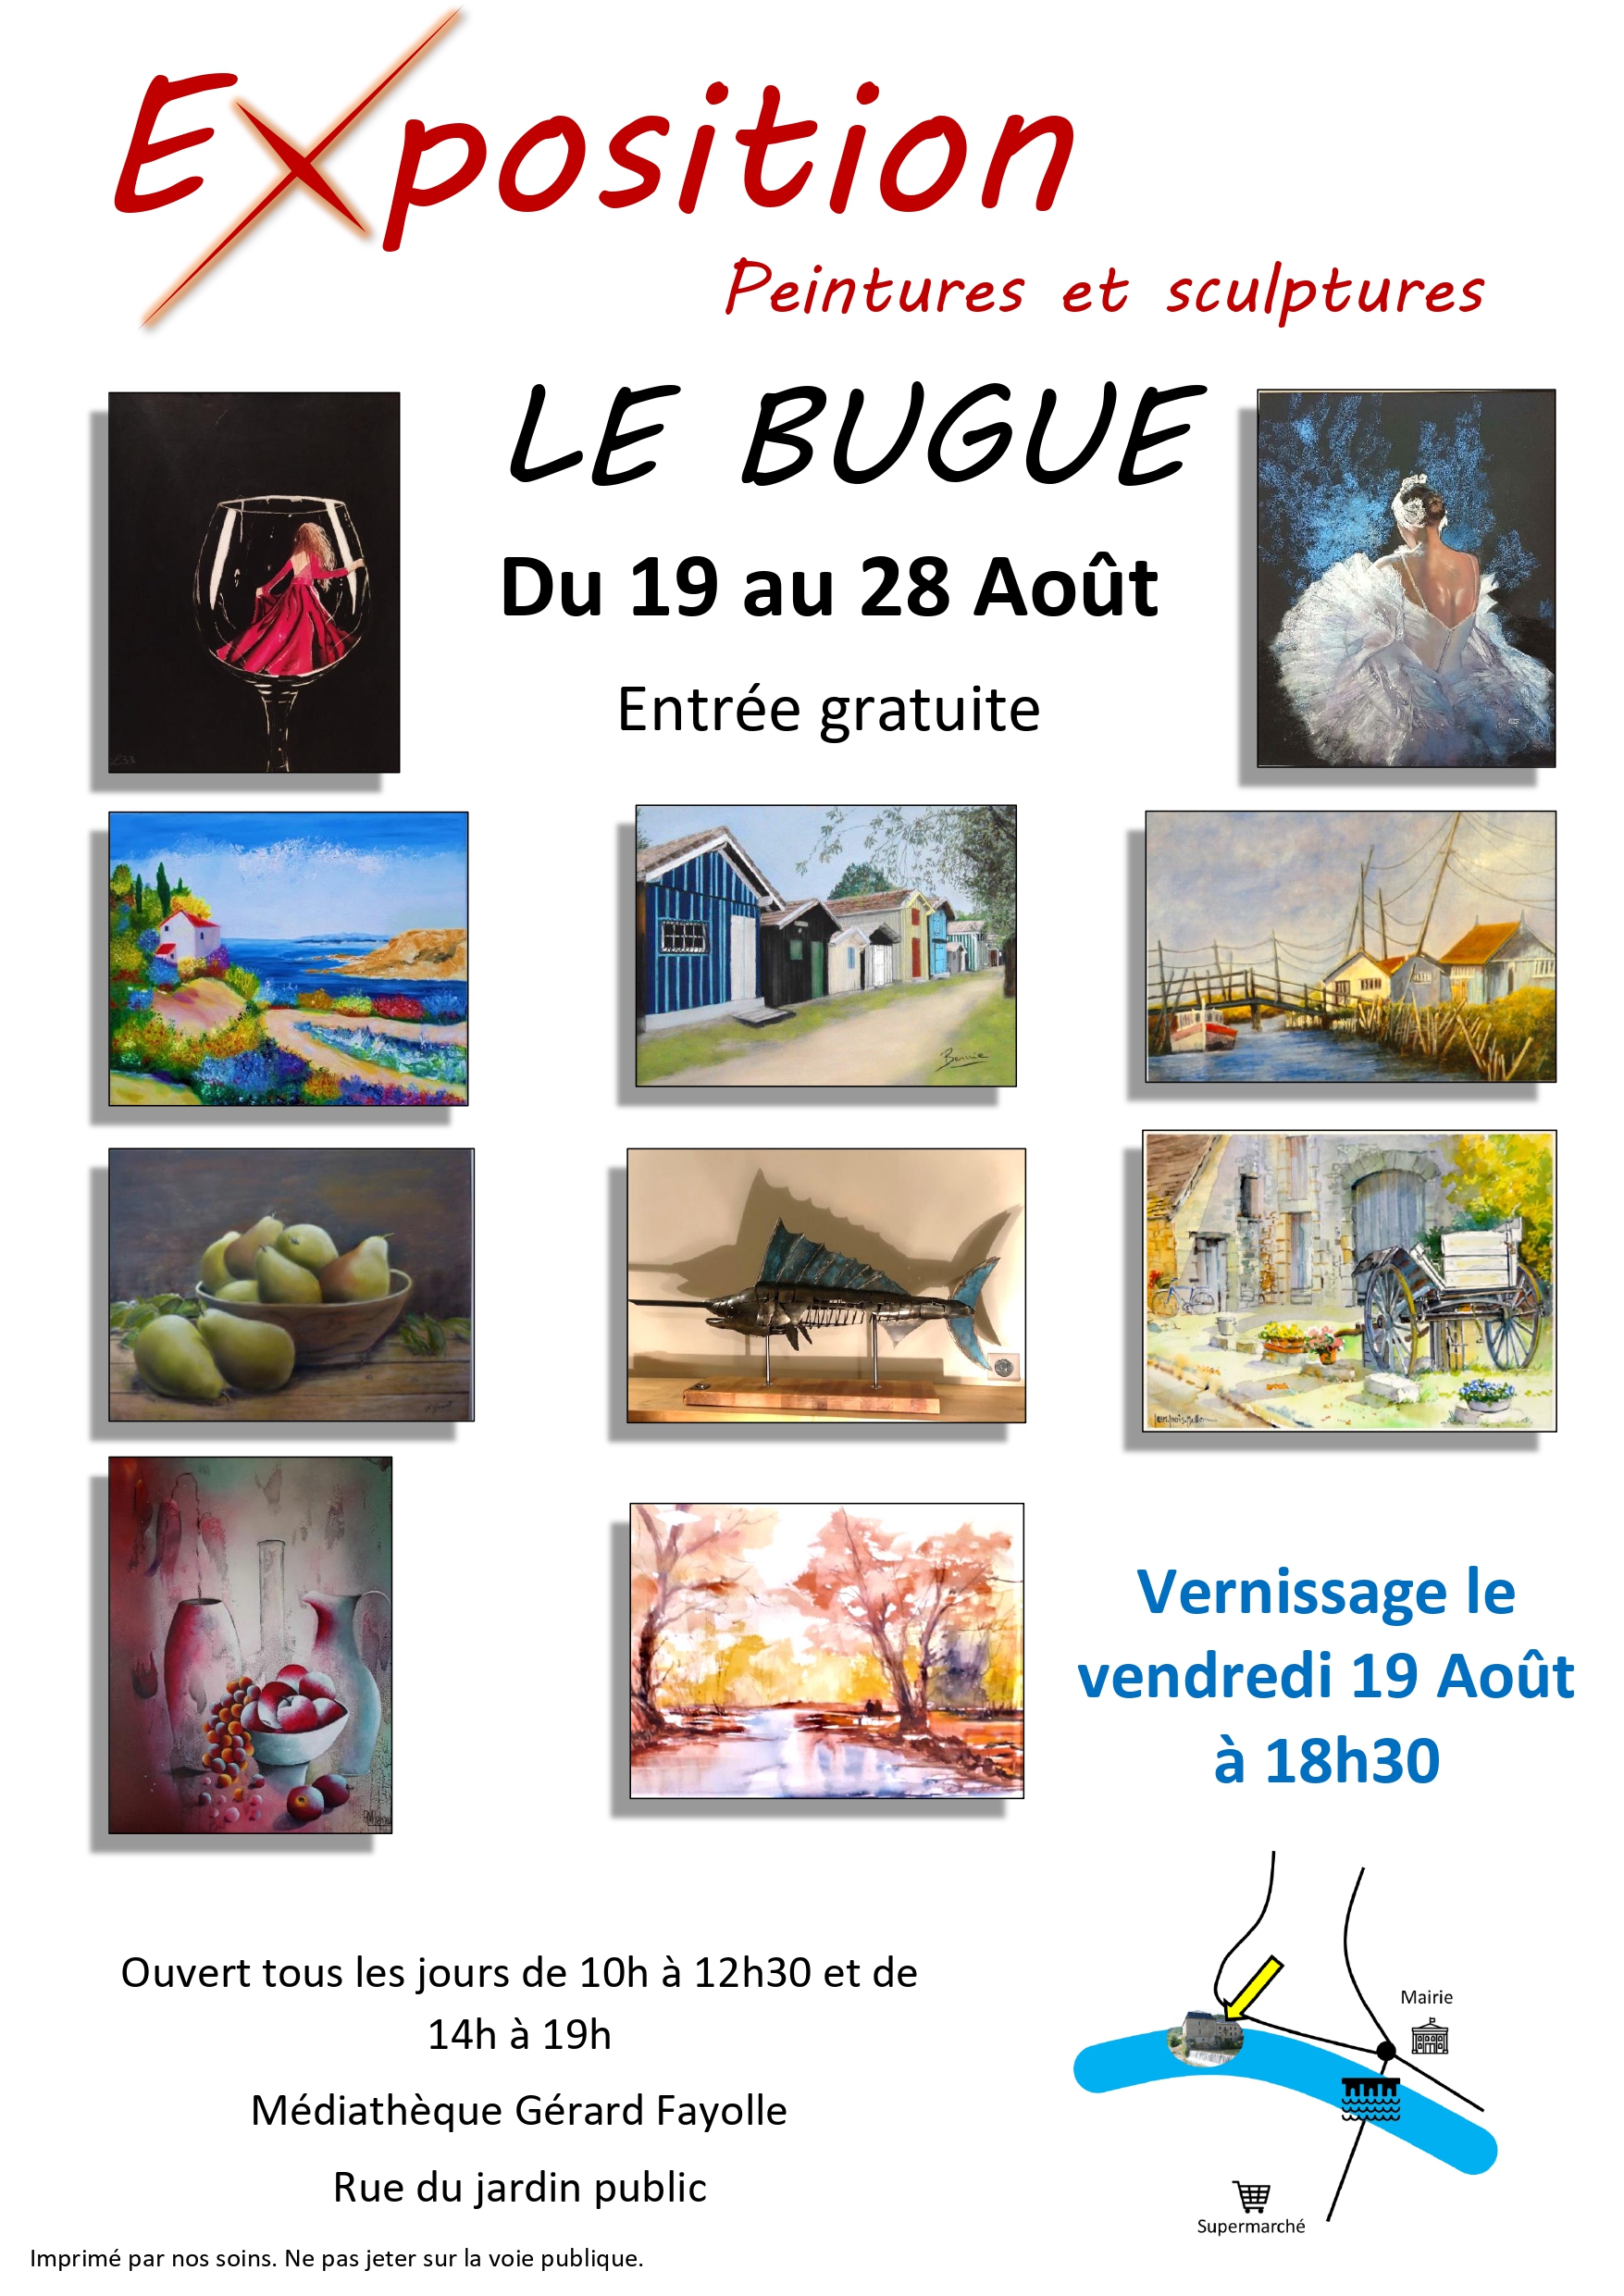 Exposition
Peintures et sculptures
LE BUGUE
Du 19 au 28 Août
Entrée gratuite
Bernie
Vernissage le
vendredi 19 Août
à 18h30
Ouvert tous les jours de 10h à 12h30 et de
14h à 19h
Médiathèque Gérard Fayolle
Rue du jardin public
Mairie
Supermarché
Imprimé par nos soins. Ne pas jeter sur la voie publique.